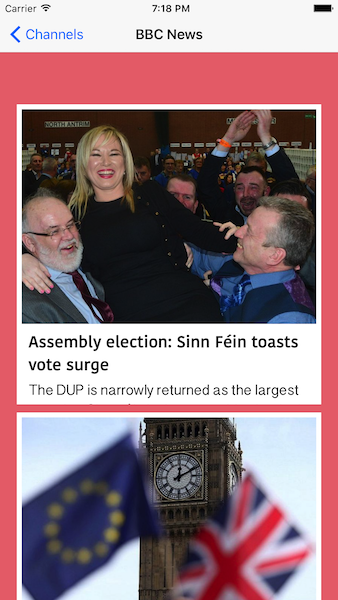 Carrier 7:18 PM
Channels BBC News
NORTH ANTRIM
Assembly election: Sinn Féin toasts
vote surge
The DUP is narrowly returned as the largest